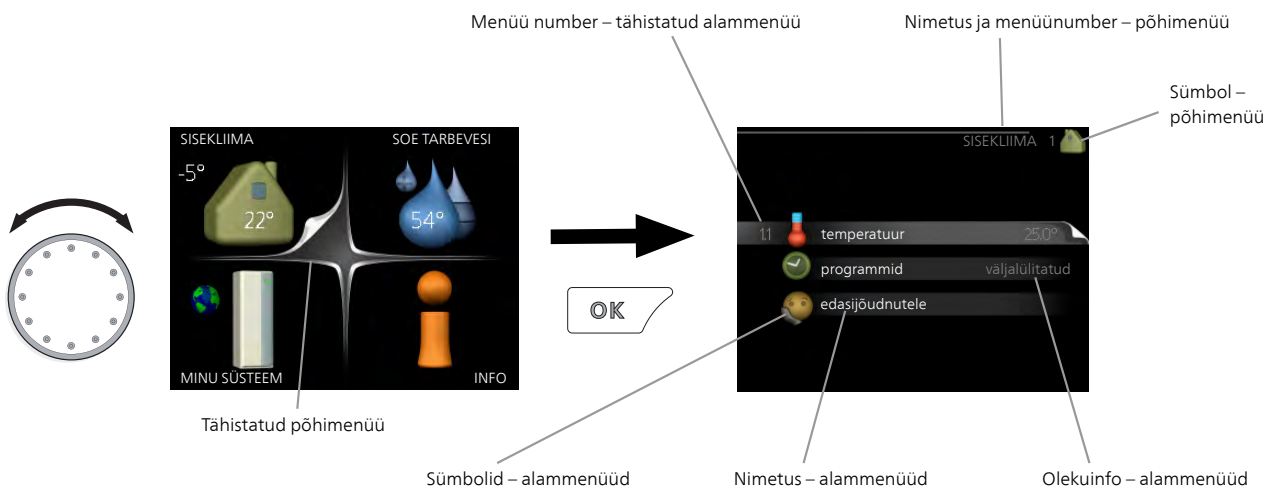 Menüü number – tähistatud alammenüü
Nimetus ja menüünumber – põhimenüü
Sümbol –
põhimenüü
SISEKLIIMA
SOE TARBEVESI
-5°
22°
54°
MINU SÜSTEEM
INFO
Tähistatud põhimenüü
OK
SISEKLIIMA 1
1.1 temperatuur 25.0°
programmid väljalülitatud
edasijõudnutele
Sümbolid – alammenüüd
Nimetus – alammenüüd
Olekuinfo – alammenüüd